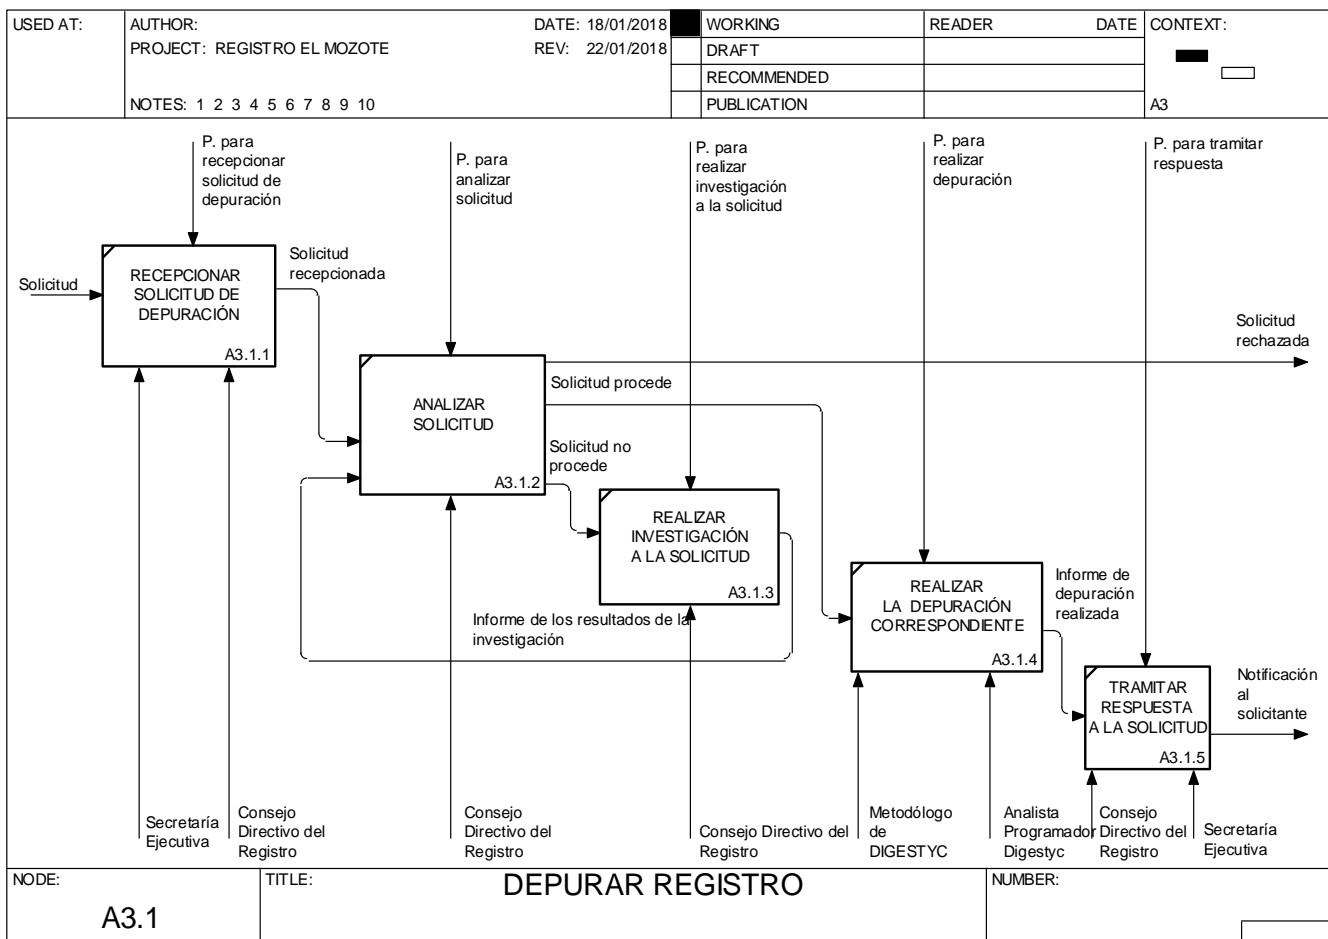 USED AT:
AUTHOR:
DATE: 18/01/2018
PROJECT: REGISTRO EL MOZOTE
REV: 22/01/2018
NOTES: 1 2 3 4 5 6 7 8 9 10
WORKING
DRAFT
RECOMMENDED
PUBLICATION
READER
DATE
CONTEXT:
A3
P. para
recepcionar
solicitud de
depuración
P. para
analizar
solicitud
P. para
realizar
investigación
a la solicitud
P. para
realizar
depuración
P. para tramitar
respuesta
Solicitud
RECEPCIONAR
SOLICITUD DE
DEPURACIÓN
A3.1.1
Solicitud
recepcionada
Solicitud
rechazada
ANALIZAR
SOLICITUD
A3.1.2
Solicitud procede
Solicitud no
procede
REALIZAR
INVESTIGACIÓN
A LA SOLICITUD
A3.1.3
Informe de los resultados de la
investigación
REALIZAR
LA DEPURACIÓN
CORRESPONDIENTE
A3.1.4
Informe de
depuración
realizada
TRAMITAR
RESPUESTA
A LA SOLICITUD
A3.1.5
Notificación
al
solicitante
Secretaría
Ejecutiva
Consejo
Directivo del
Registro
Consejo
Directivo del
Registro
Consejo Directivo del
Registro
Metodólogo
de
DIGESTYC
Analista
Programador
Digestyc
Consejo
Directivo del
Registro
Secretaría
Ejecutiva
NODE:
A3.1
TITLE:
DEPURAR REGISTRO
NUMBER: